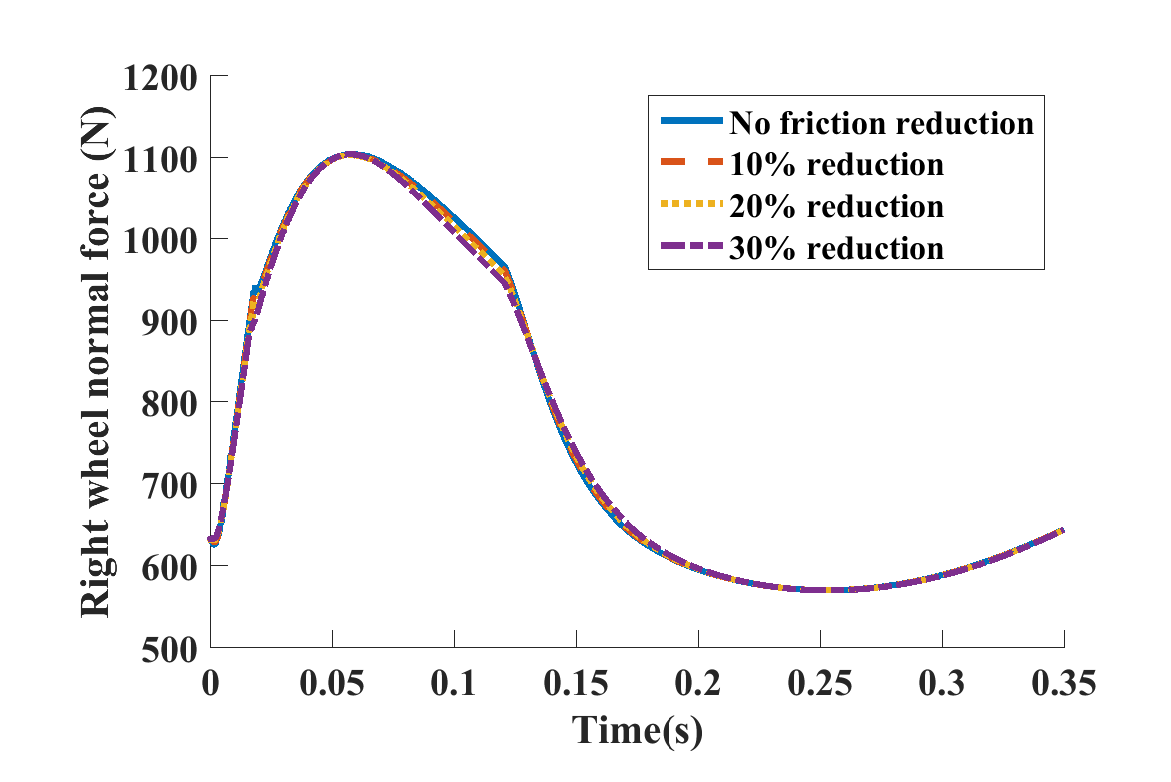 Right wheel normal force (N)
1200
1100
1000
900
800
700
600
500
No friction reduction
10% reduction
20% reduction
30% reduction
0 0.05 0.1 0.15 0.2 0.25 0.3 0.35
Time(s)